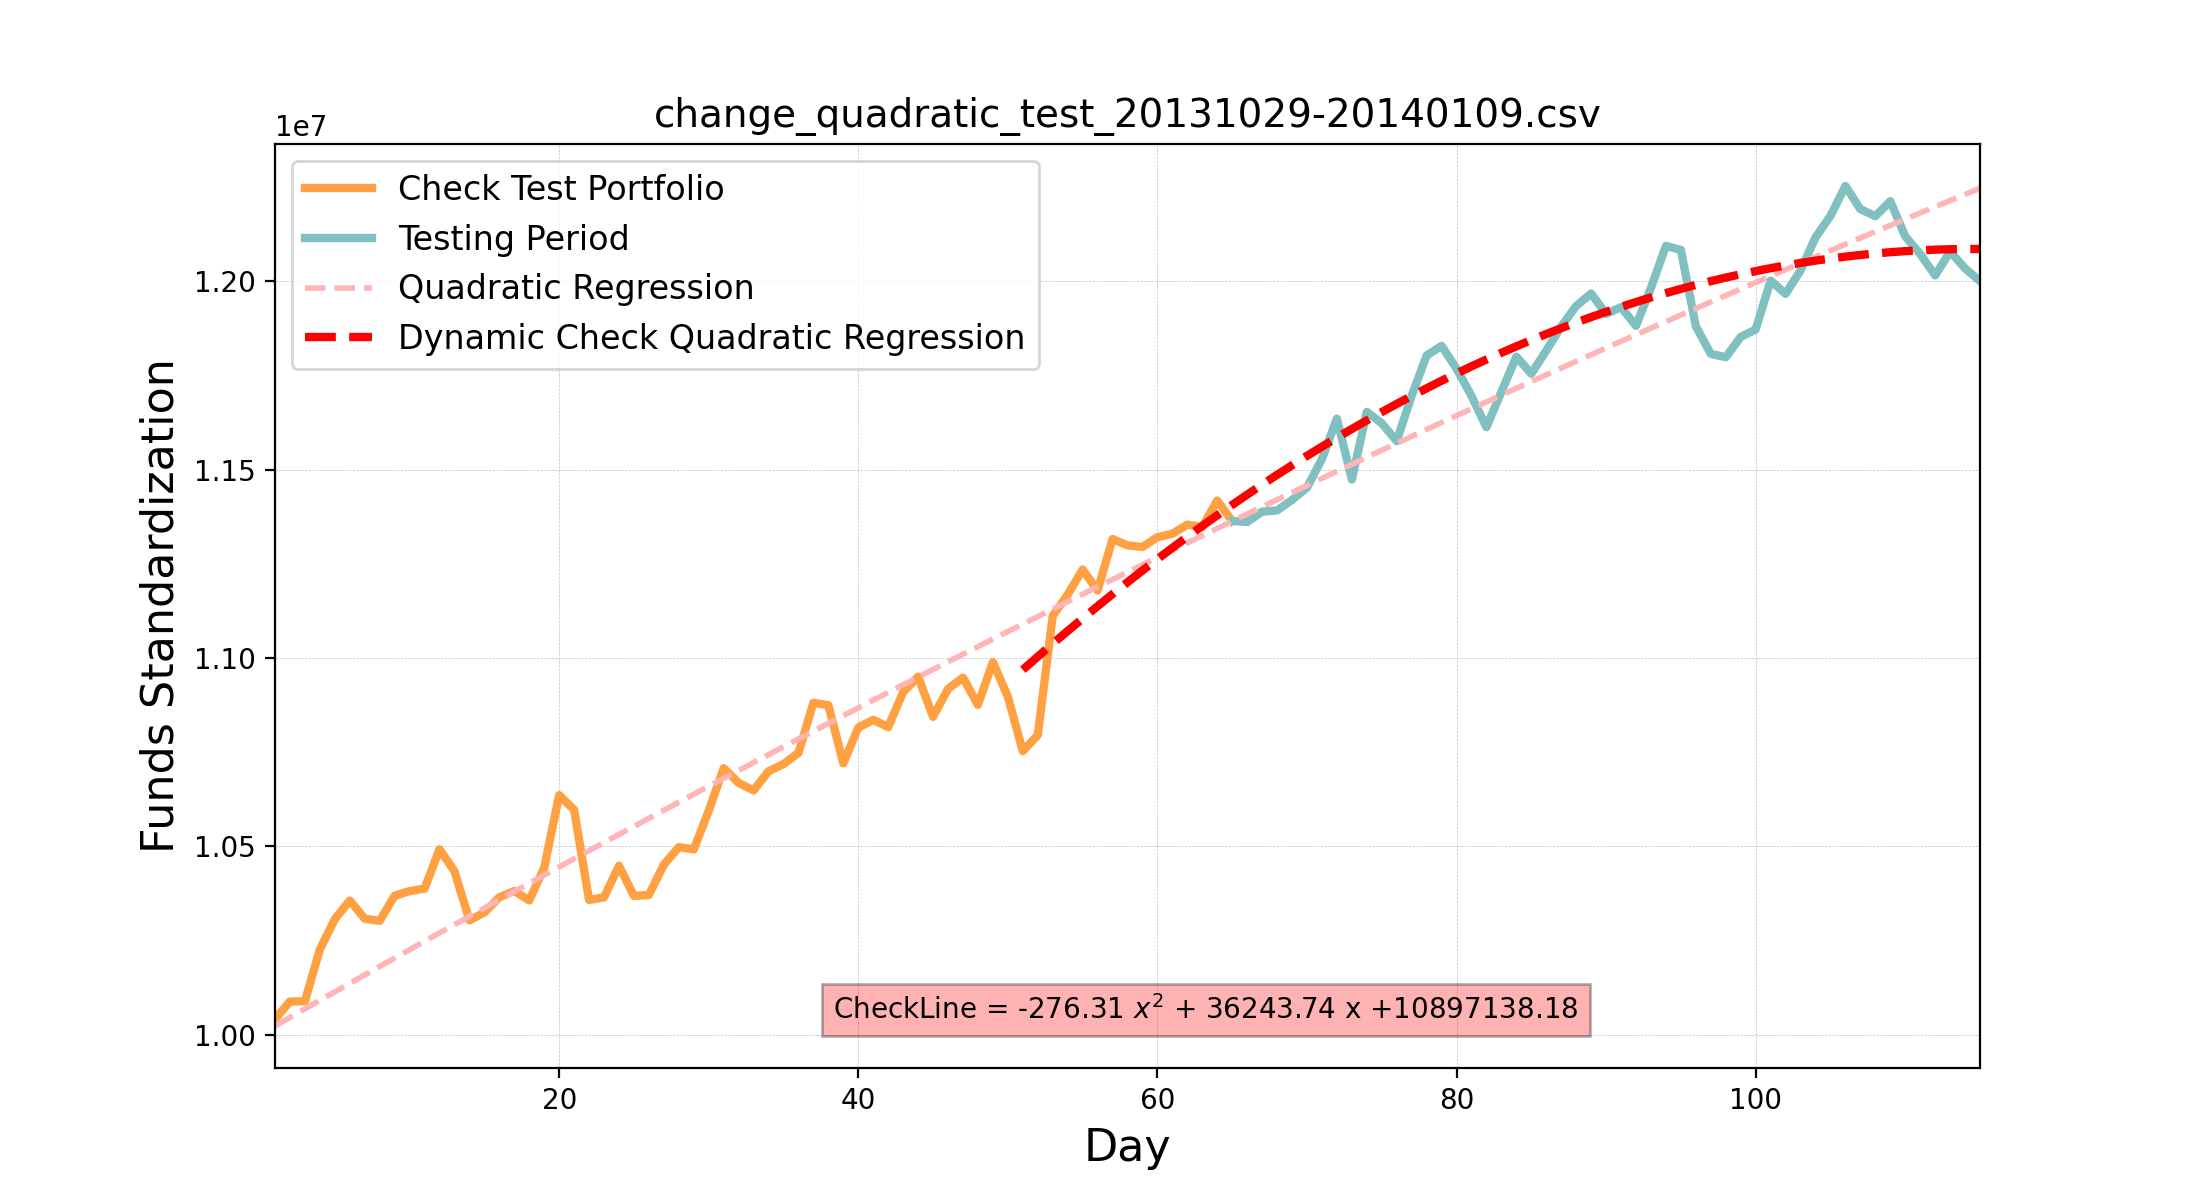 change_quadratic_test_20131029-20140109.csv
1e7
Check Test Portfolio
Testing Period
Quadratic Regression
Dynamic Check Quadratic Regression
1.20
1.15
1.10
1.05
1.00
Funds Standardization
CheckLine = -276.31 x² + 36243.74 x +10897138.18
20 40 60 80 100
Day